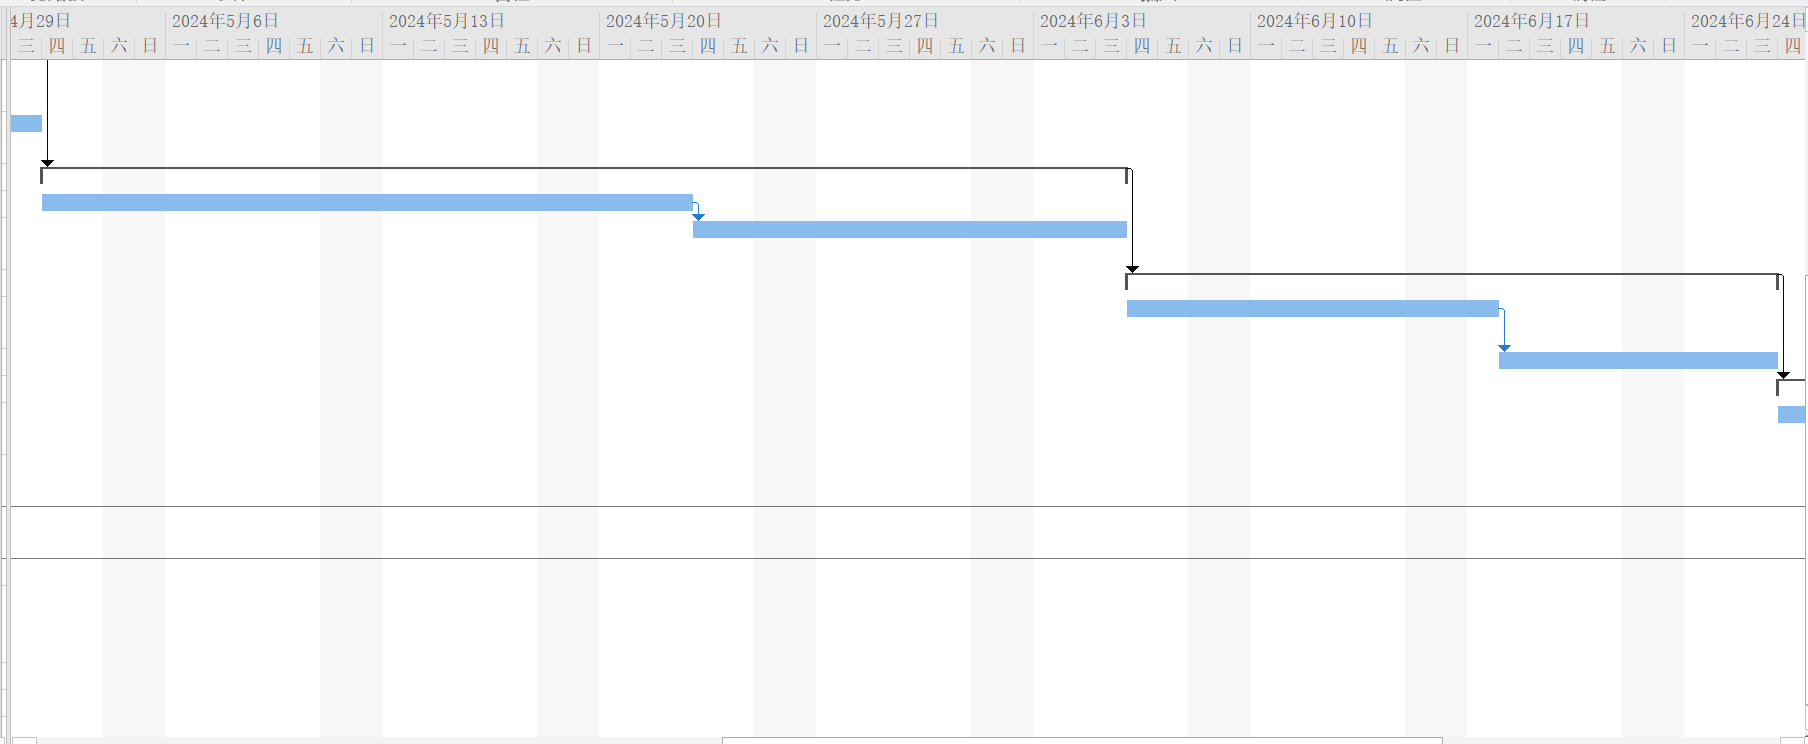 4月29日 2024年5月6日 2024年5月13日 2024年5月20日 2024年5月27日 2024年6月3日 2024年6月10日 2024年6月17日 2024年6月24日
三 四 五 六 日 一 二 三 四 五 六 日 一 二 三 四 五 六 日 一 二 三 四 五 六 日 一 二 三 四 五 六 日 一 二 三 四 五 六 日 一 二 三 四 五 六 日 一 二 三 四 五 六 日 一 二 三 四